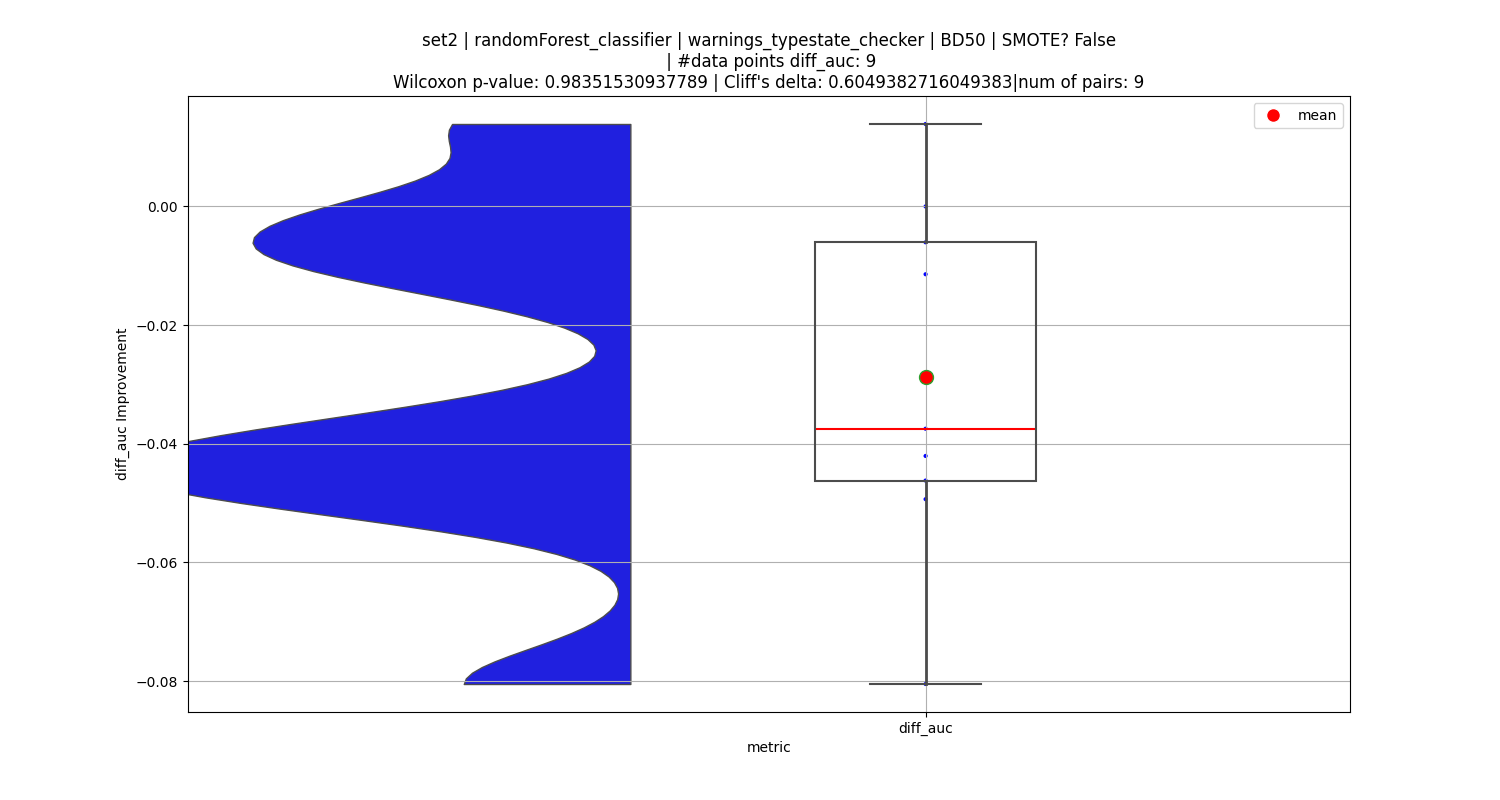 set2 | randomForest_classifier | warnings_typestate_checker | BD50 | SMOTE? False
| #data points diff_auc: 9
Wilcoxon p-value: 0.98351530937789 | Cliff's delta: 0.6049382716049383|num of pairs: 9
mean
0.00
−0.02
−0.04
−0.06
−0.08
diff_auc Improvement
diff_auc
metric